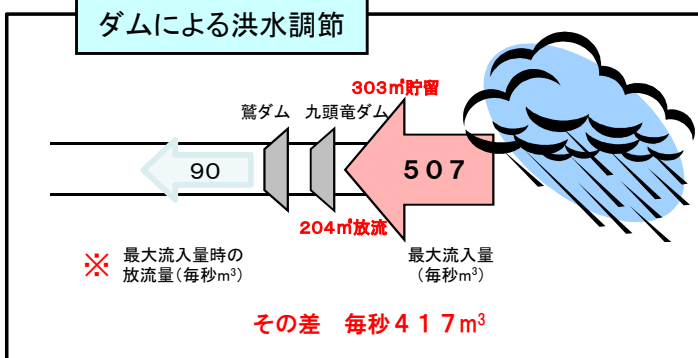 ダムによる洪水調節
303㎥貯留
鷲ダム 九頭竜ダム
90
507
204㎥放流
※ 最大流入量時の
放流量(毎秒m³)
最大流入量
(毎秒m³)
その差 毎秒417m³